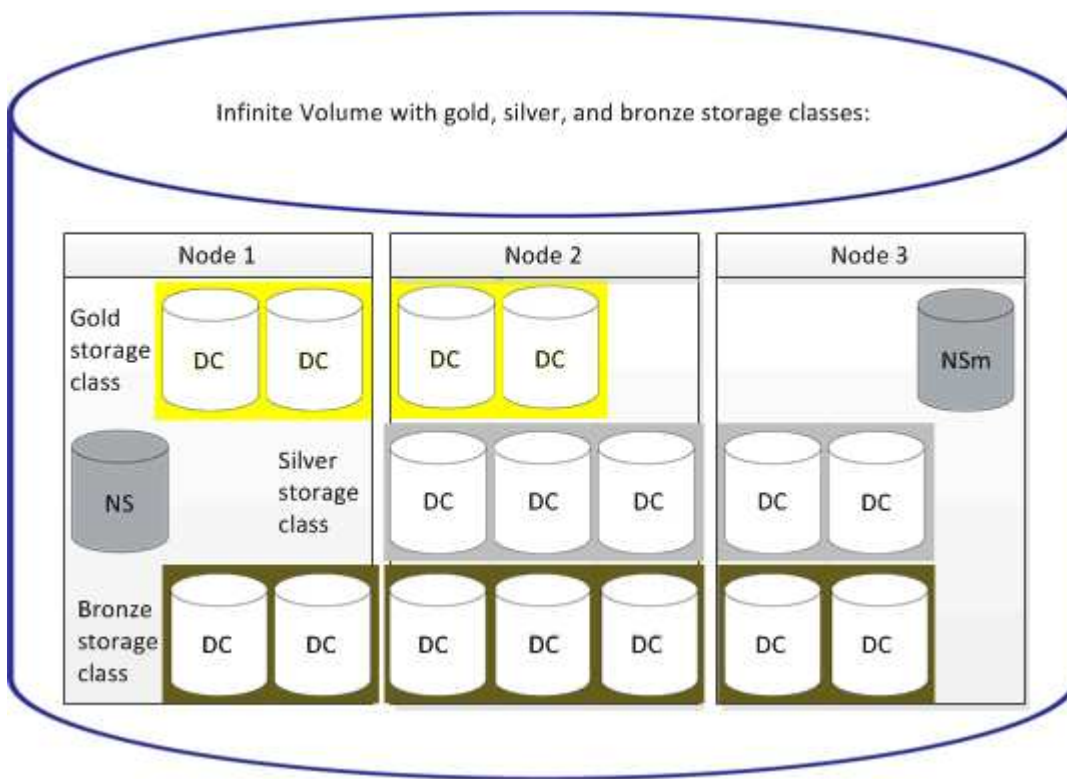 Infinite Volume with gold, silver, and bronze storage classes:
Node 1
Node 2
Node 3
Gold
storage
class
DC
DC
DC
DC
NSm
NS
Silver
storage
class
DC
DC
DC
DC
DC
Bronze
storage
class
DC
DC
DC
DC
DC
DC
DC